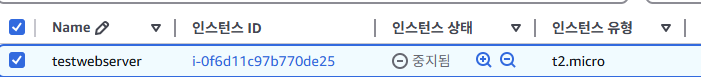 Name 인스턴스 ID 인스턴스 상태 인스턴스 유형
testwebserver i-0f6d11c97b770de25 중지됨 t2.micro